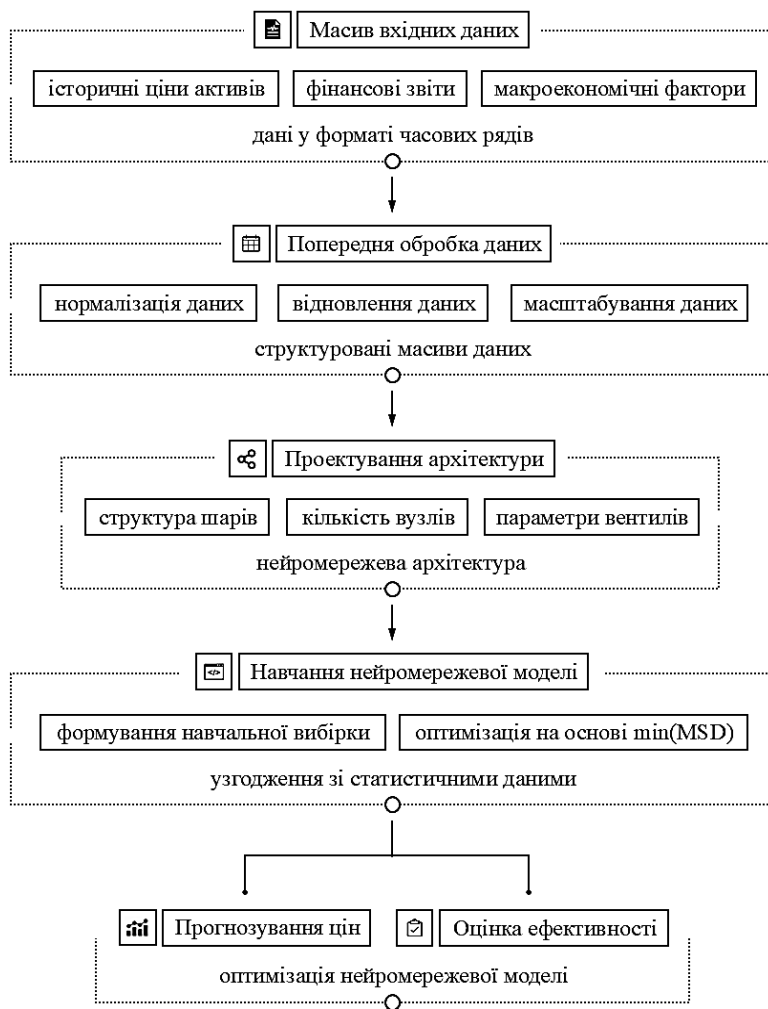 Масив вхідних даних
історичні ціни активів фінансові звіти макроекономічні фактори
дані у форматі часових рядів
Попередня обробка даних
нормалізація даних відновлення даних масштабування даних
структуровані масиви даних
Проектування архітектури
структура шарів кількість вузлів параметри вентилів
нейромережева архітектура
Навчання нейромережевої моделі
формування навчальної вибірки оптимізація на основі min(MSD)
узгодження зі статистичними даними
Прогнозування цін Оцінка ефективності
оптимізація нейромережевої моделі